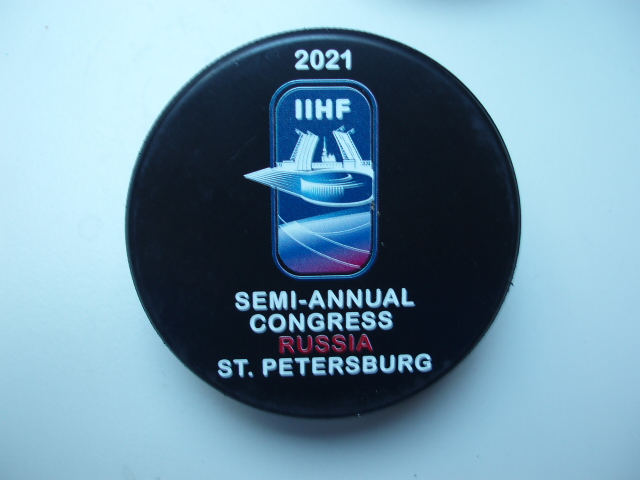 2021
IIHF
SEMI-ANNUAL
CONGRESS
RUSSIA
ST. PETERSBURG